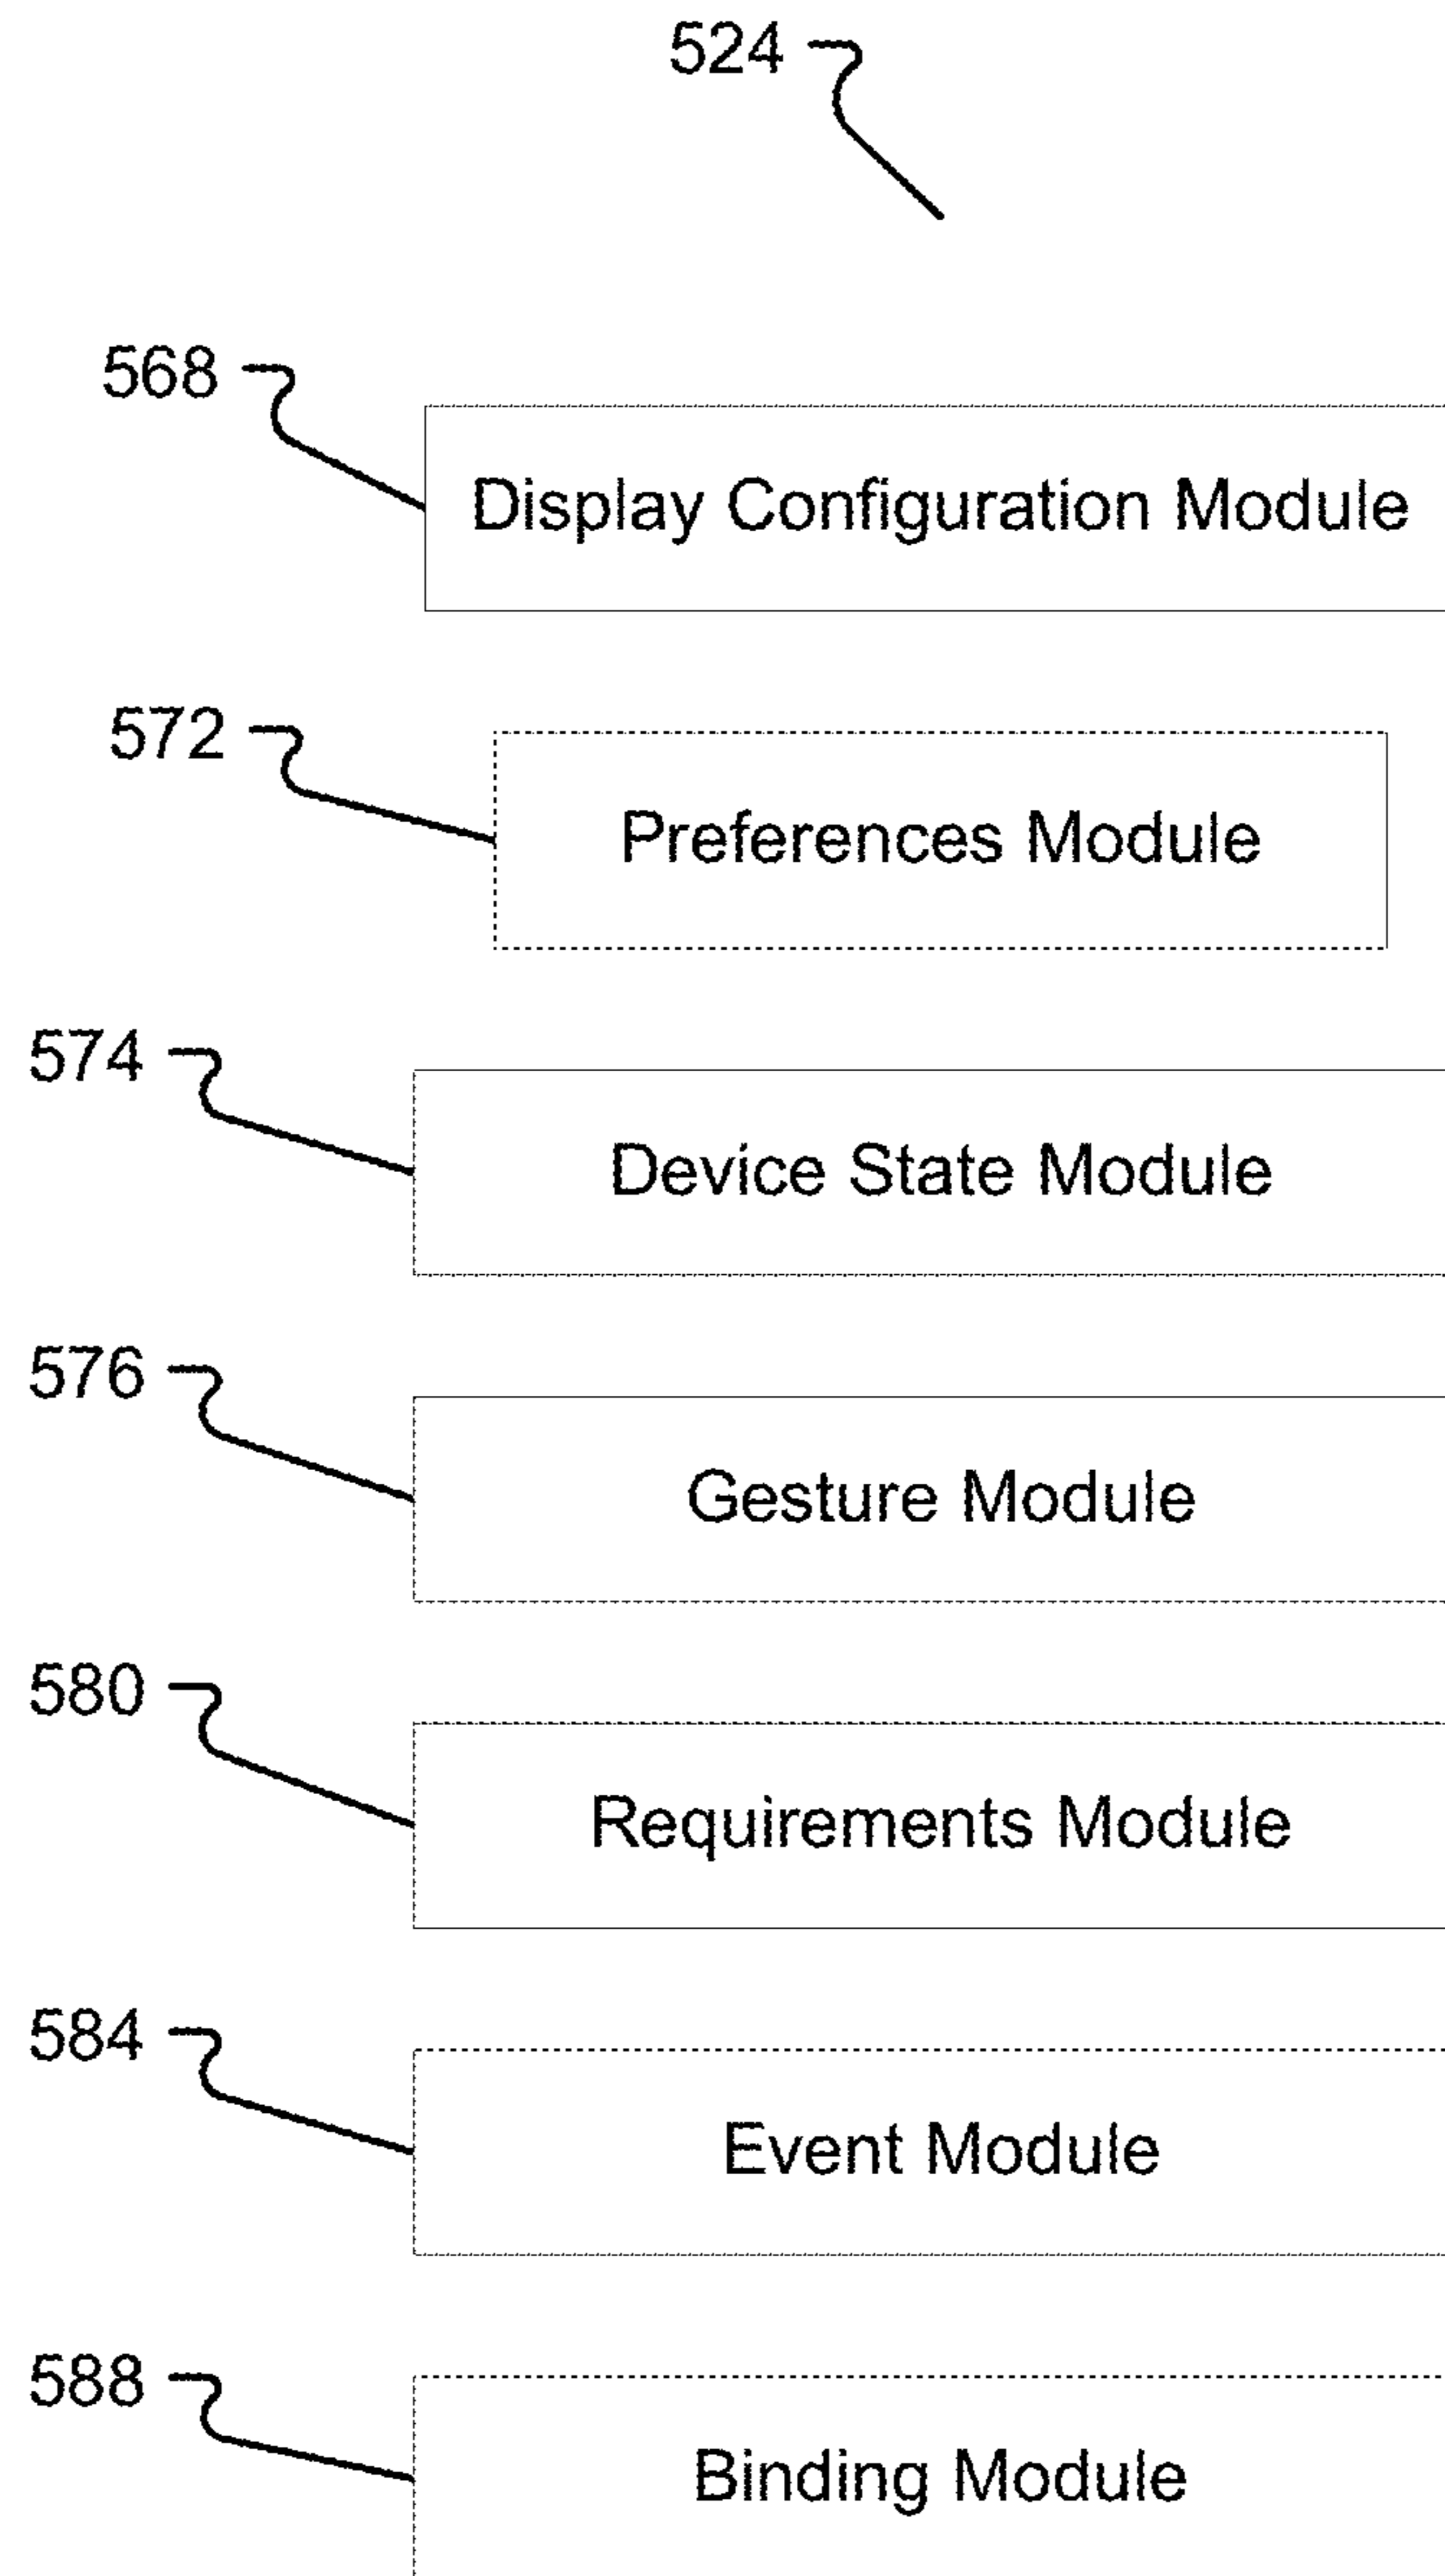 524
568
Display Configuration Module
572
Preferences Module
574
Device State Module
576
Gesture Module
580
Requirements Module
584
Event Module
588
Binding Module